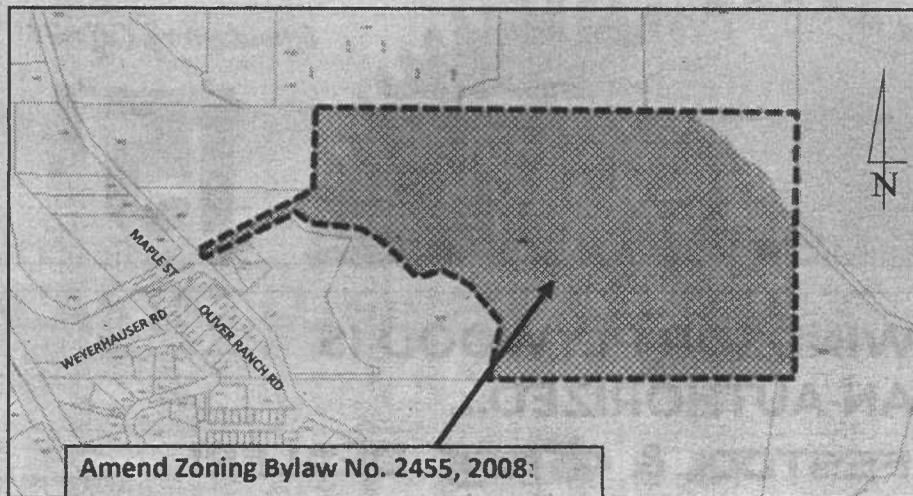 N
MAPLE ST
WEYERHAUSER RD
OLIVER RANCH RD
Amend Zoning Bylaw No. 2455, 2008: